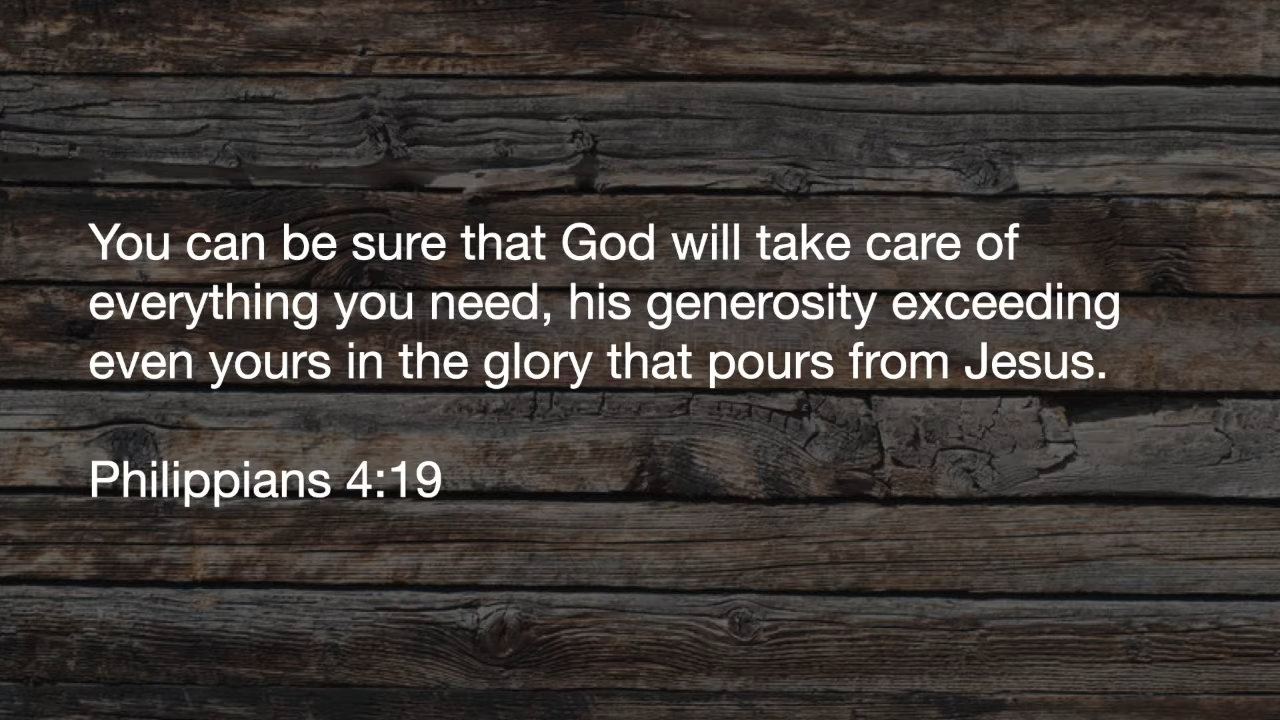 You can be sure that God will take care of
everything you need, his generosity exceeding
even yours in the glory that pours from Jesus.
Philippians 4:19